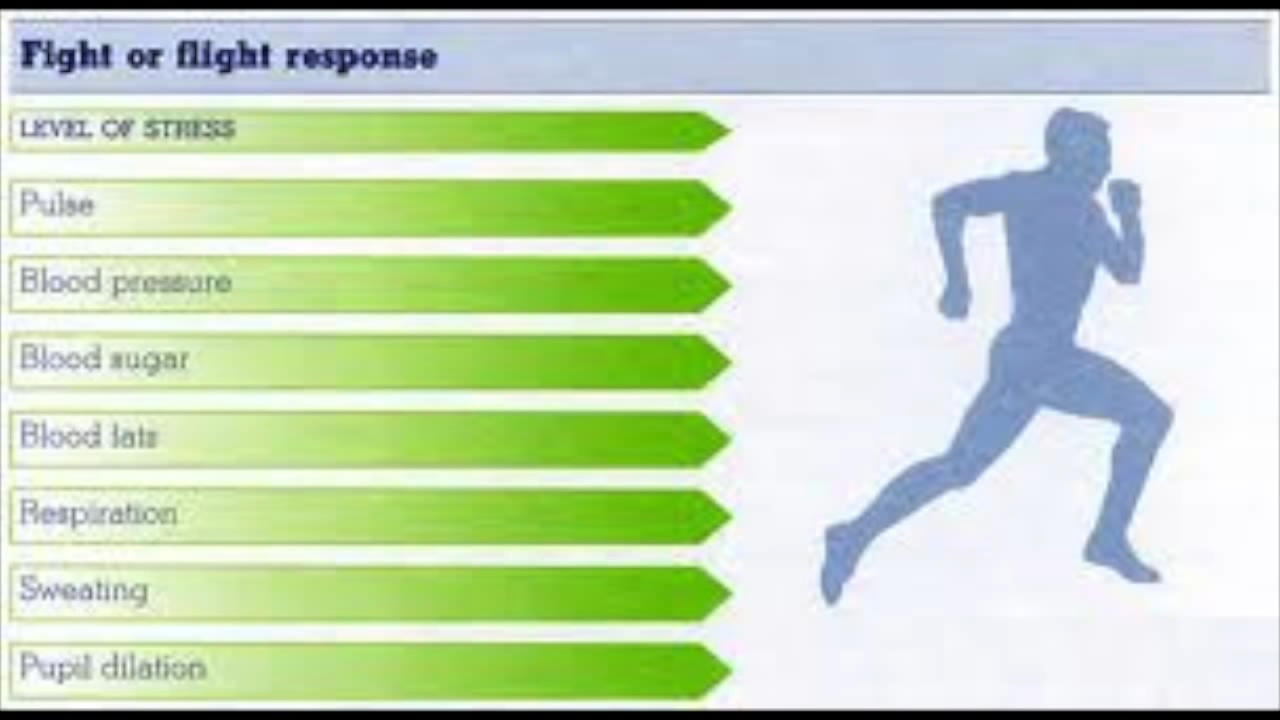 Fight or flight response
LEVEL OF STRESS
Pulse
Blood pressure
Blood sugar
Blood fats
Respiration
Sweating
Pupil dilation